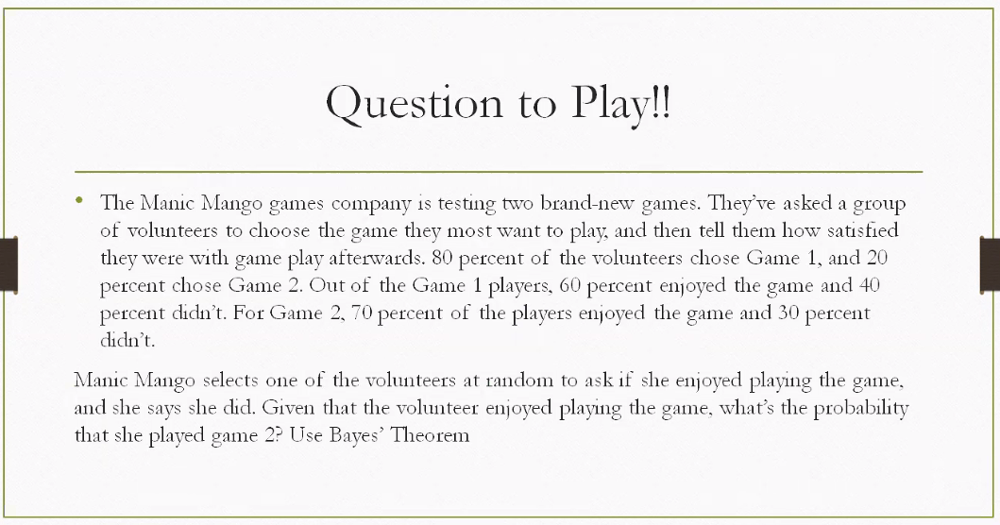 Question to Play!!
• The Manic Mango games company is testing two brand-new games. They’ve asked a group
of volunteers to choose the game they most want to play, and then tell them how satisfied
they were with game play afterwards. 80 percent of the volunteers chose Game 1, and 20
percent chose Game 2. Out of the Game 1 players, 60 percent enjoyed the game and 40
percent didn’t. For Game 2, 70 percent of the players enjoyed the game and 30 percent
didn’t.
Manic Mango selects one of the volunteers at random to ask if she enjoyed playing the game,
and she says she did. Given that the volunteer enjoyed playing the game, what’s the probability
that she played game 2? Use Bayes’ Theorem